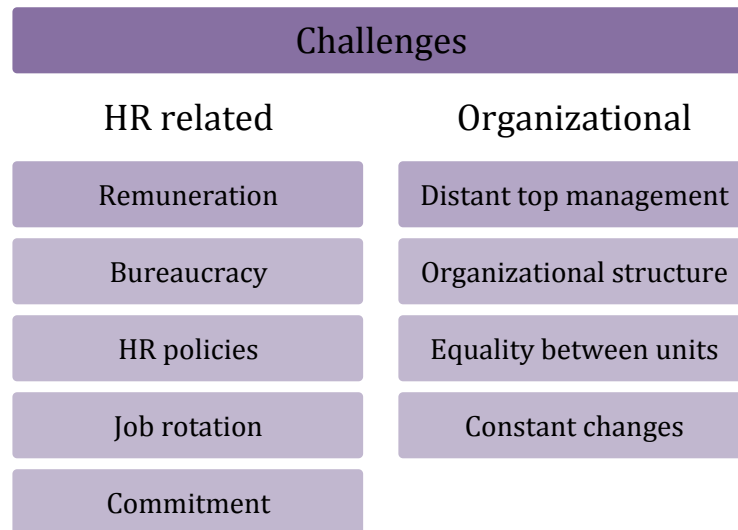 Challenges
HR related
Remuneration
Bureaucracy
HR policies
Job rotation
Commitment
Organizational
Distant top management
Organizational structure
Equality between units
Constant changes